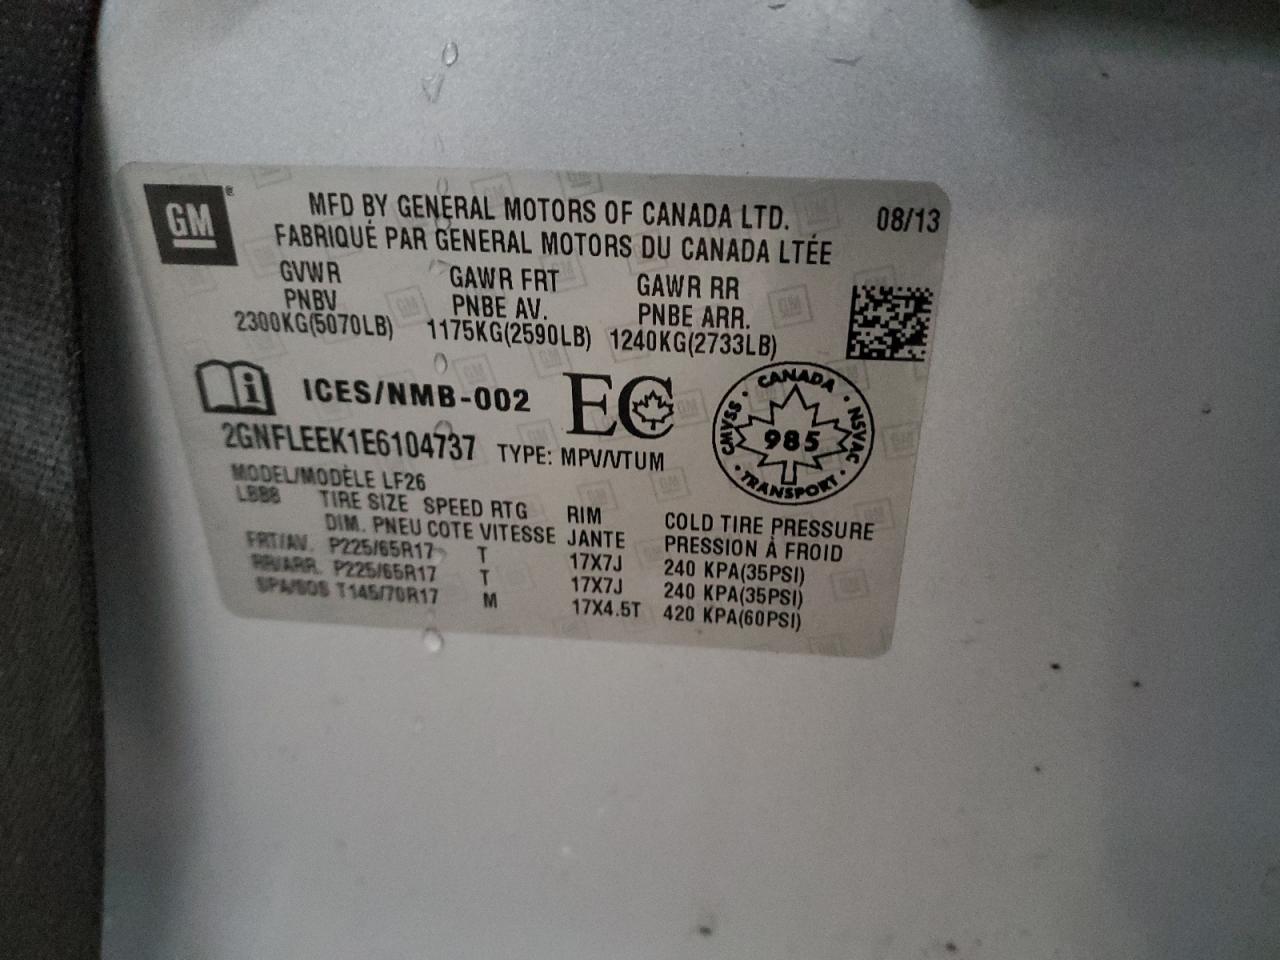 GM®
MFD BY GENERAL MOTORS OF CANADA LTD. 08/13
FABRIQUÉ PAR GENERAL MOTORS DU CANADA LTÉE
GVWR GAWR FRT GAWR RR
PNBV PNBE AV. PNBE ARR.
2300KG(5070LB) 1175KG(2590LB) 1240KG(2733LB)
ICES/NMB-002 EC
CANADA · NSVAC · TRANSPORT · CMVSS ·
985
2GNFLEEK1E6104737 TYPE: MPV/VTUM
MODEL/MODÈLE LF26
LBB8 TIRE SIZE SPEED RTG RIM COLD TIRE PRESSURE
DIM. PNEU COTE VITESSE JANTE PRESSION À FROID
FRT/AV. P225/65R17 T 17X7J 240 KPA(35PSI)
RR/ARR. P225/65R17 T 17X7J 240 KPA(35PSI)
SPA/SOS T145/70R17 M 17X4.5T 420 KPA(60PSI)